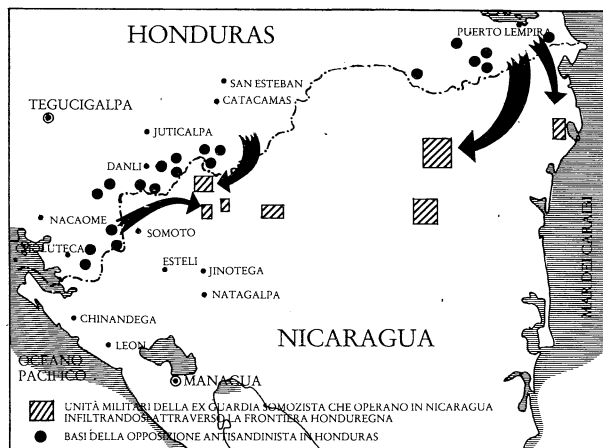 HONDURAS
PUERTO LEMPIRA
SAN ESTEBAN
CATACAMAS
TEGUCIGALPA
JUTICALPA
DANLI
NACAOME
SOMOTO
CHOLUTECA
ESTELI
JINOTEGA
NATAGALPA
CHINANDEGA
LEON
NICARAGUA
MAR DEI CARAIBI
OCEANO
PACIFICO
MANAGUA
UNITÀ MILITARI DELLA EX GUARDIA SOMOZISTA CHE OPERANO IN NICARAGUA
INFILTRANDOSI ATTRAVERSO LA FRONTIERA HONDUREGNA
BASI DELLA OPPOSIZIONE ANTISANDINISTA IN HONDURAS